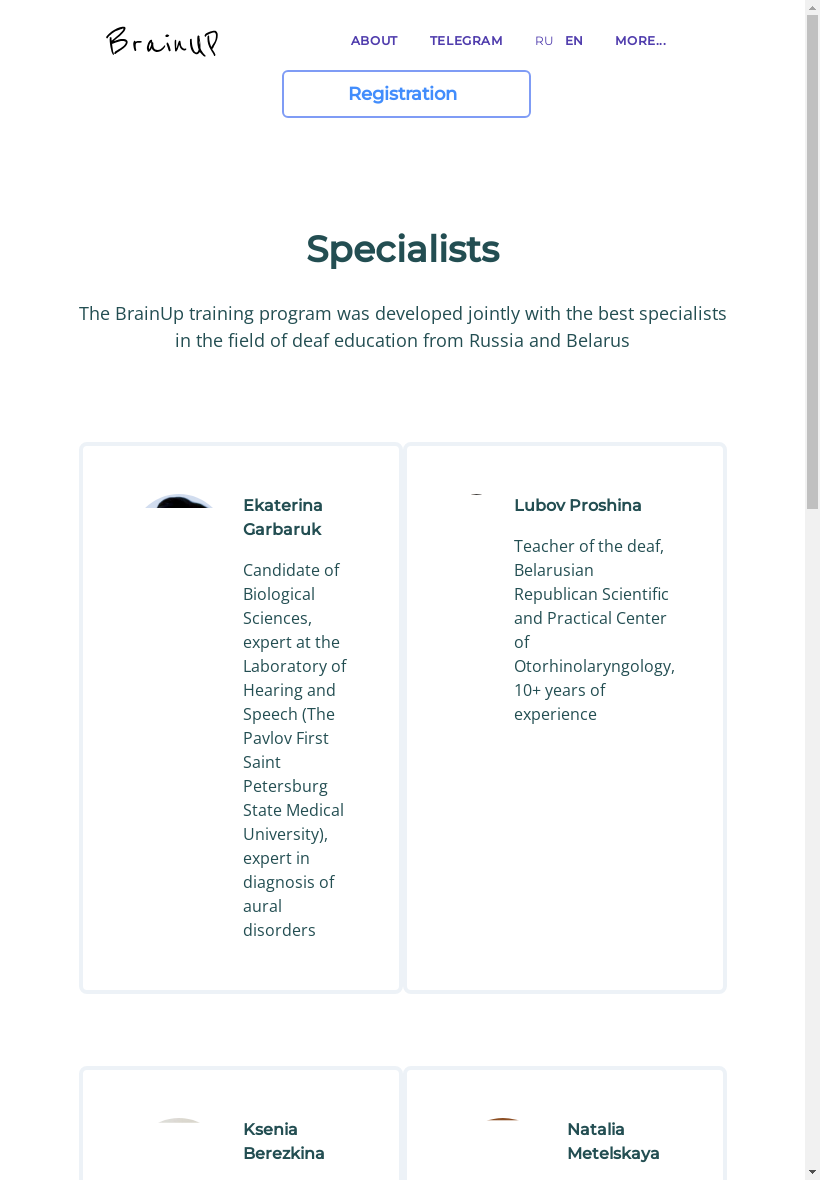 BrainUP
ABOUT TELEGRAM RU EN MORE...
Registration
Specialists
The BrainUp training program was developed jointly with the best specialists
in the field of deaf education from Russia and Belarus
Ekaterina
Garbaruk
Candidate of
Biological
Sciences,
expert at the
Laboratory of
Hearing and
Speech (The
Pavlov First
Saint
Petersburg
State Medical
University),
expert in
diagnosis of
aural
disorders
Lubov Proshina
Teacher of the deaf,
Belarusian
Republican Scientific
and Practical Center
of
Otorhinolaryngology,
10+ years of
experience
Ksenia
Berezkina
Natalia
Metelskaya